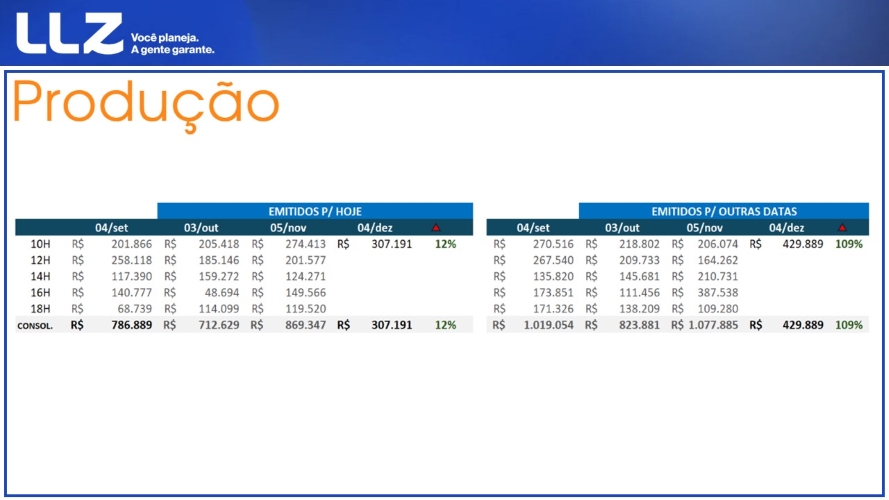 LLZ Você planeja.
A gente garante.
Produção
EMITIDOS P/ HOJE EMITIDOS P/ OUTRAS DATAS
04/set 03/out 05/nov 04/dez 04/set 03/out 05/nov 04/dez
10H R$ 201.866 R$ 205.418 R$ 274.413 R$ 307.191 12% R$ 270.516 R$ 218.802 R$ 206.074 R$ 429.889 109%
12H R$ 258.118 R$ 185.146 R$ 201.577 R$ 267.540 R$ 209.733 R$ 164.262
14H R$ 117.390 R$ 159.272 R$ 124.271 R$ 135.820 R$ 145.681 R$ 210.731
16H R$ 140.777 R$ 48.694 R$ 149.566 R$ 173.851 R$ 111.456 R$ 387.538
18H R$ 68.739 R$ 114.099 R$ 119.520 R$ 171.326 R$ 138.209 R$ 109.280
CONSOL. R$ 786.889 R$ 712.629 R$ 869.347 R$ 307.191 12% R$ 1.019.054 R$ 823.881 R$ 1.077.885 R$ 429.889 109%